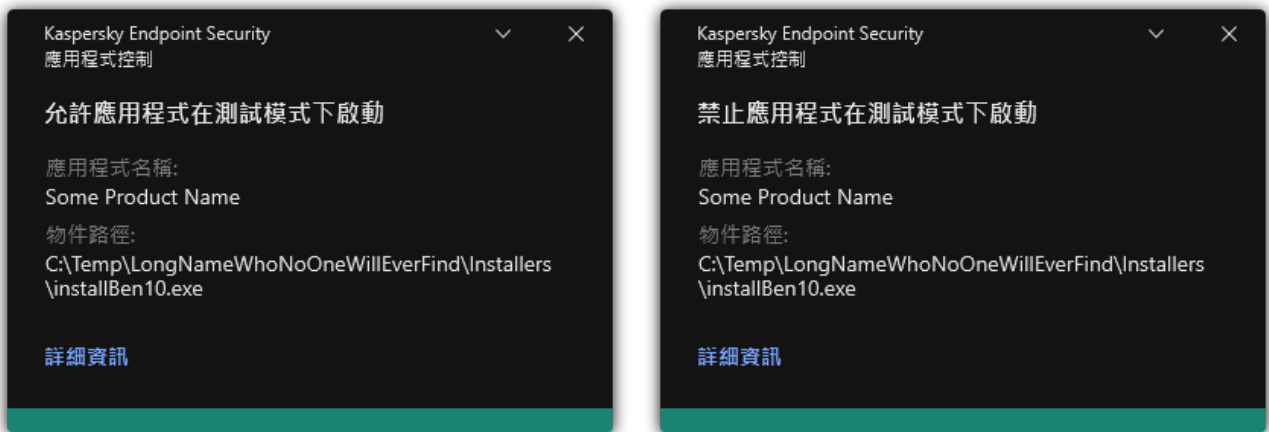 Kaspersky Endpoint Security
應用程式控制
允許應用程式在測試模式下啟動
應用程式名稱:
Some Product Name
物件路徑:
C:\Temp\LongNameWhoNoOneWillEverFind\Installers
\installBen10.exe
詳細資訊
Kaspersky Endpoint Security
應用程式控制
禁止應用程式在測試模式下啟動
應用程式名稱:
Some Product Name
物件路徑:
C:\Temp\LongNameWhoNoOneWillEverFind\Installers
\installBen10.exe
詳細資訊